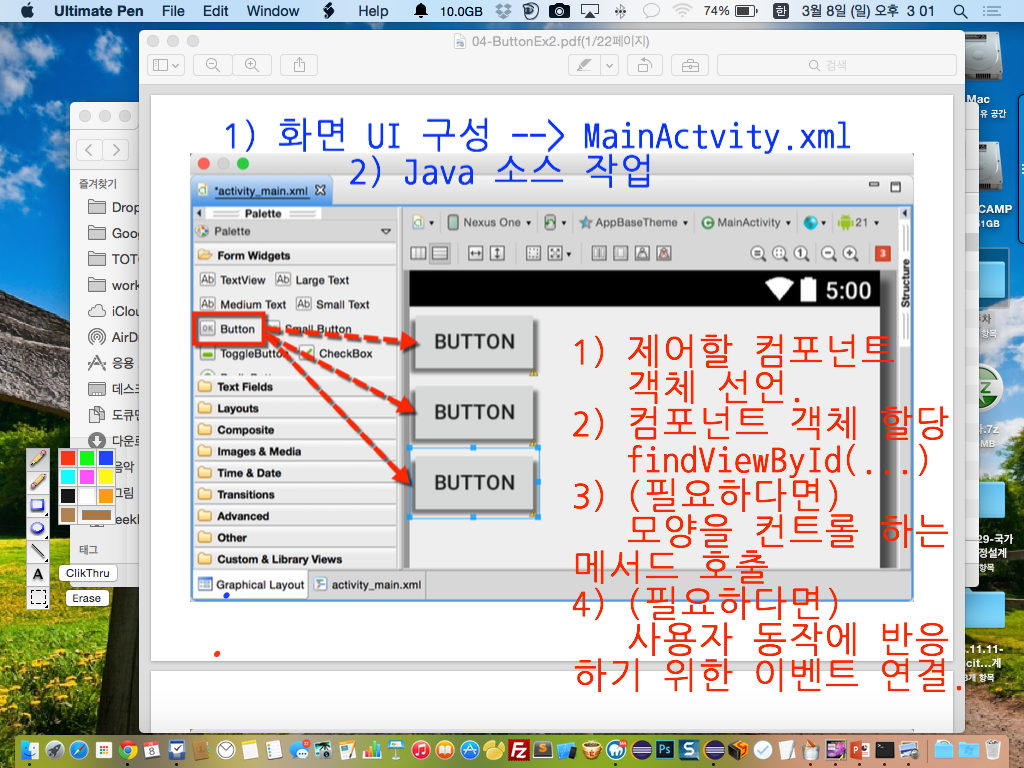 Ultimate Pen File Edit Window Help 10.0GB 74% 한 3월 8일 (일) 오후 3 01
04-ButtonEx2.pdf(1/22페이지)
검색
1) 화면 UI 구성 --> MainActvity.xml
2) Java 소스 작업
*activity_main.xml
Palette
Palette
Nexus One
AppBaseTheme
MainActivity
21
Form Widgets
TextView
Large Text
Medium Text
Small Text
OK Button
Small Button
ToggleButton
CheckBox
Text Fields
Layouts
Composite
Images & Media
Time & Date
Transitions
Advanced
Other
Custom & Library Views
Graphical Layout
activity_main.xml
3
Structure
5:00
BUTTON
BUTTON
BUTTON
1) 제어할 컴포넌트
객체 선언.
2) 컴포넌트 객체 할당
findViewById(...)
3) (필요하다면)
모양을 컨트롤 하는
메서드 호출
4) (필요하다면)
사용자 동작에 반응
하기 위한 이벤트 연결.
즐겨찾기
Drop
Goo
TOT
work
iClou
AirD
응용
데스크
도큐먼
다운로
음악
그림
eekl
태그
A
ClikThru
Erase
Mac
유 공간
CAMP
1GB
항목
.7z
MB
29-국가
정설계
항목
.11.11-
cit...계
항목